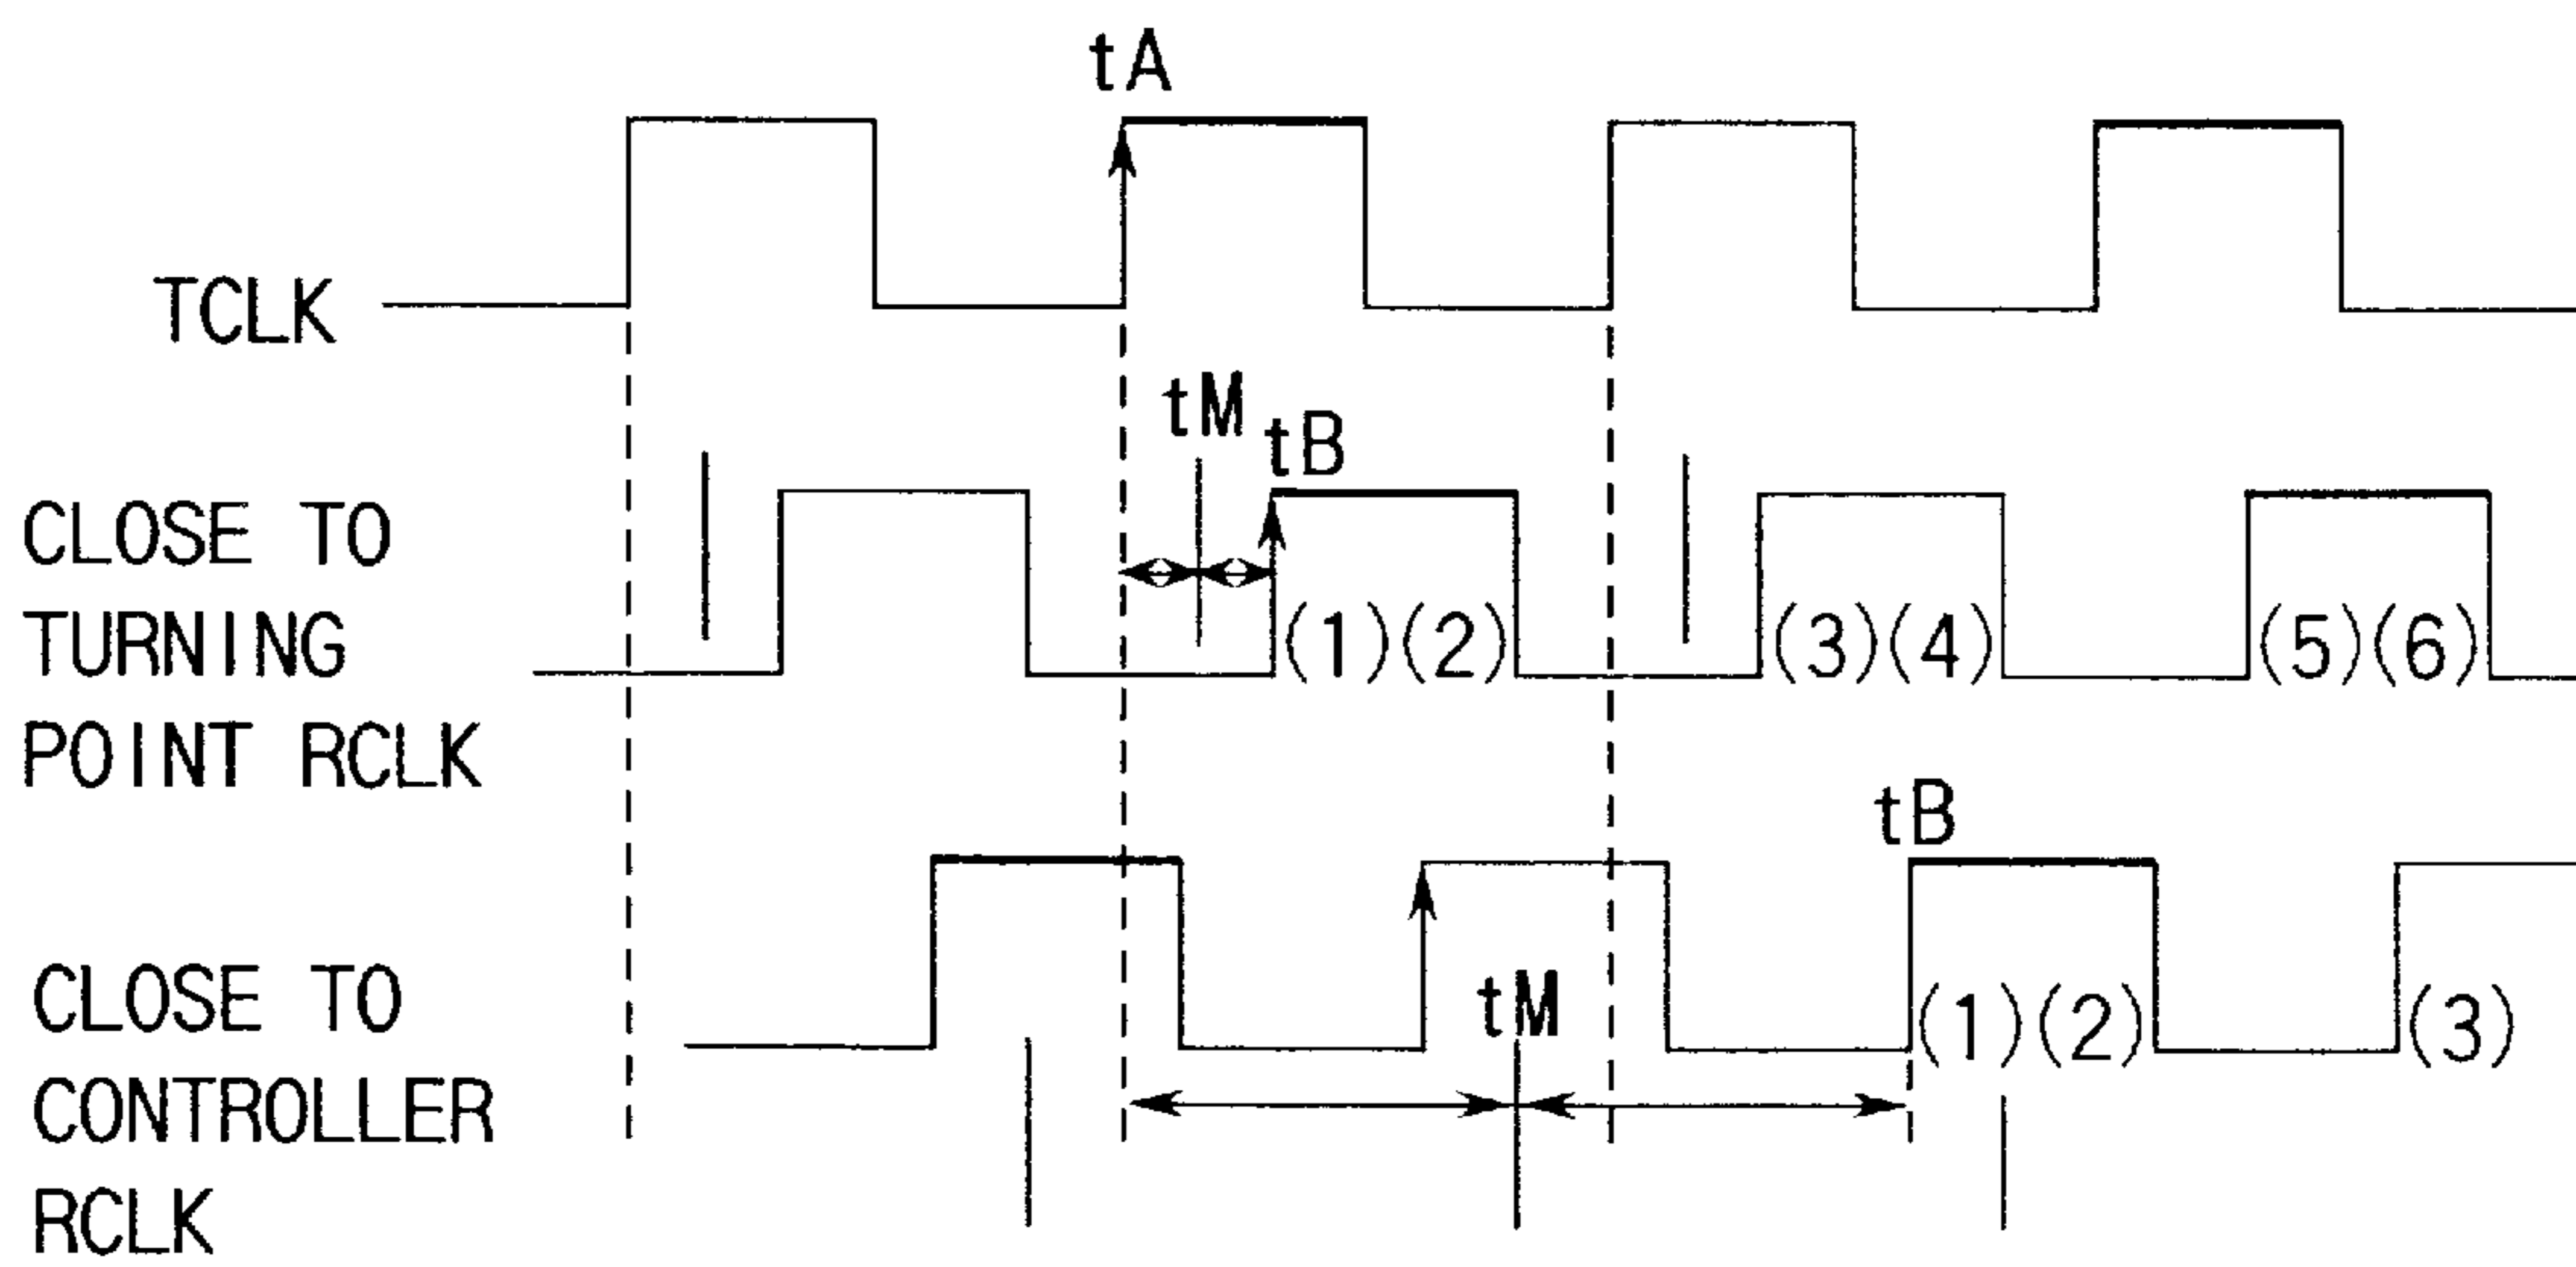 tA
TCLK
tM
tB
CLOSE TO
TURNING
POINT RCLK
(1)(2)
(3)(4)
(5)(6)
tB
CLOSE TO
CONTROLLER
RCLK
tM
(1)(2)
(3)